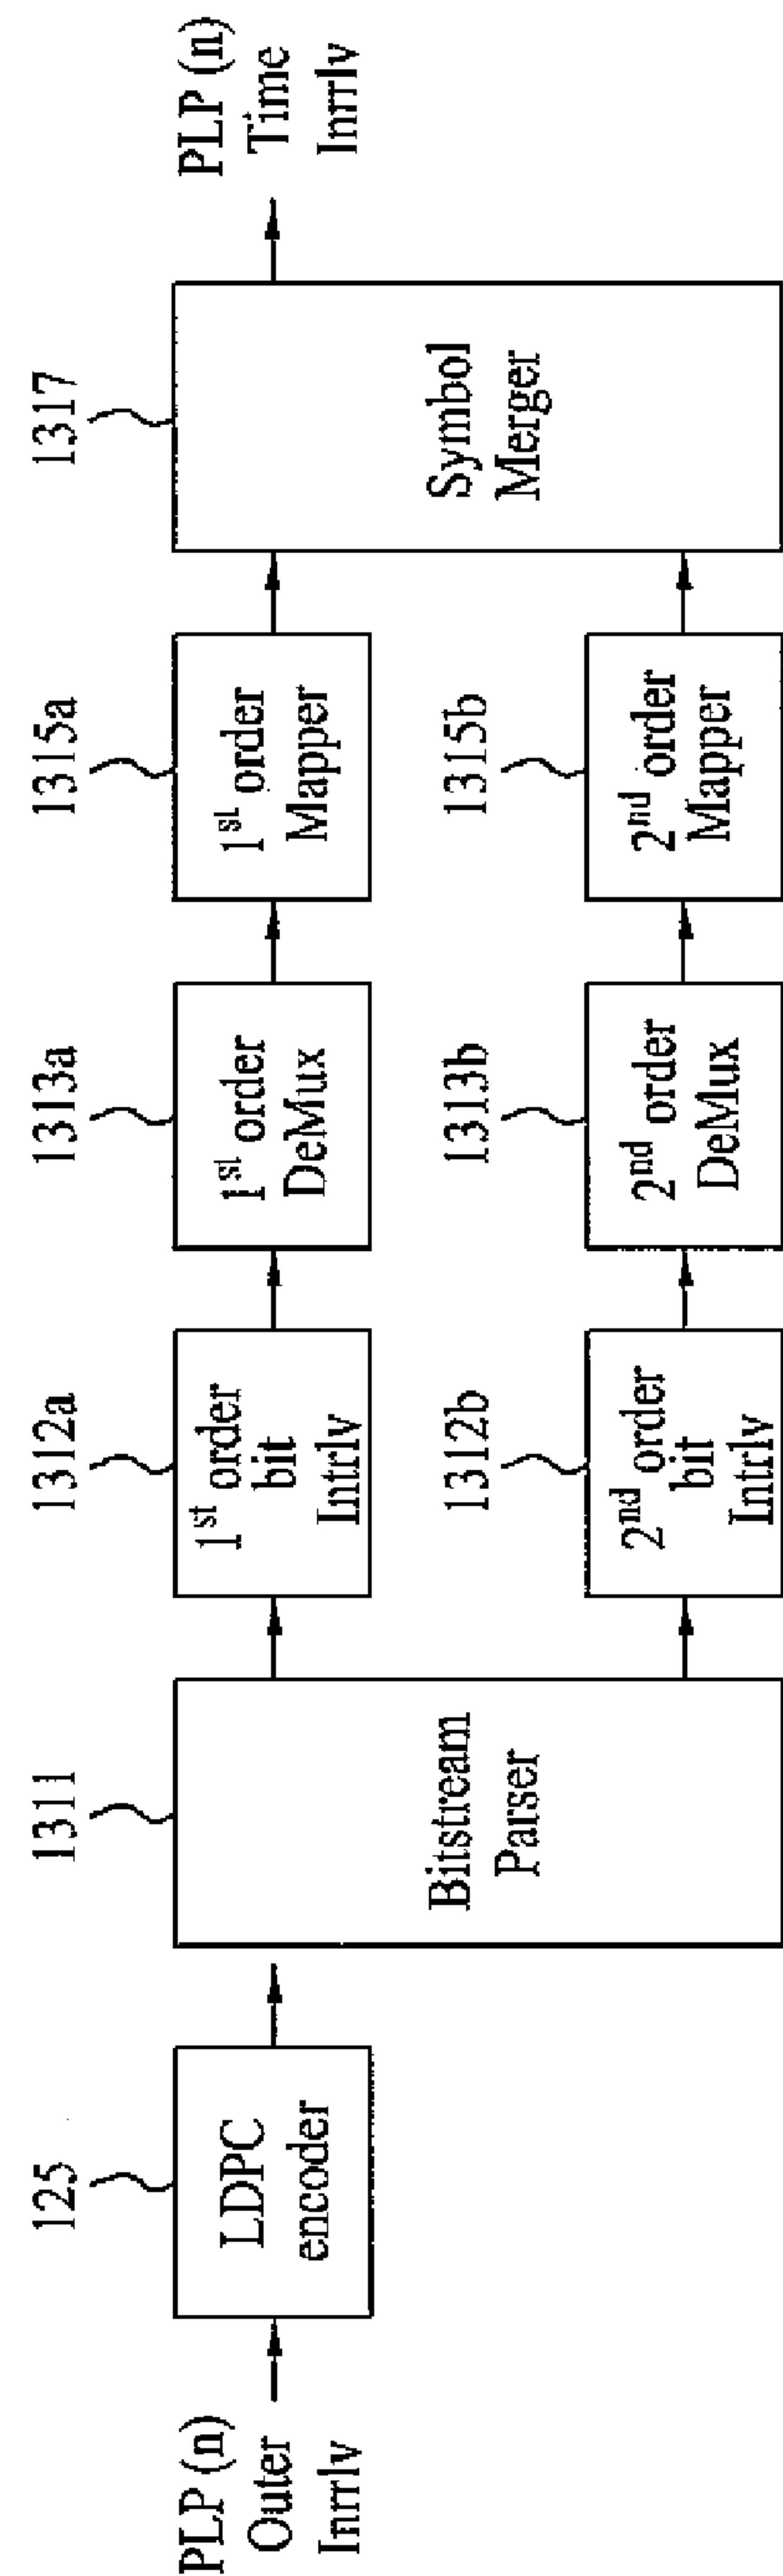 PLP (n)
Outer
Inrrlv
125
LDPC
encoder
1311
Bitstream
Parser
1312a
1st order
bit
Intrlv
1313a
1st order
DeMux
1315a
1st order
Mapper
1312b
2nd order
bit
Intrlv
1313b
2nd order
DeMux
1315b
2nd order
Mapper
1317
Symbol
Merger
PLP (n)
Time
Inrrlv